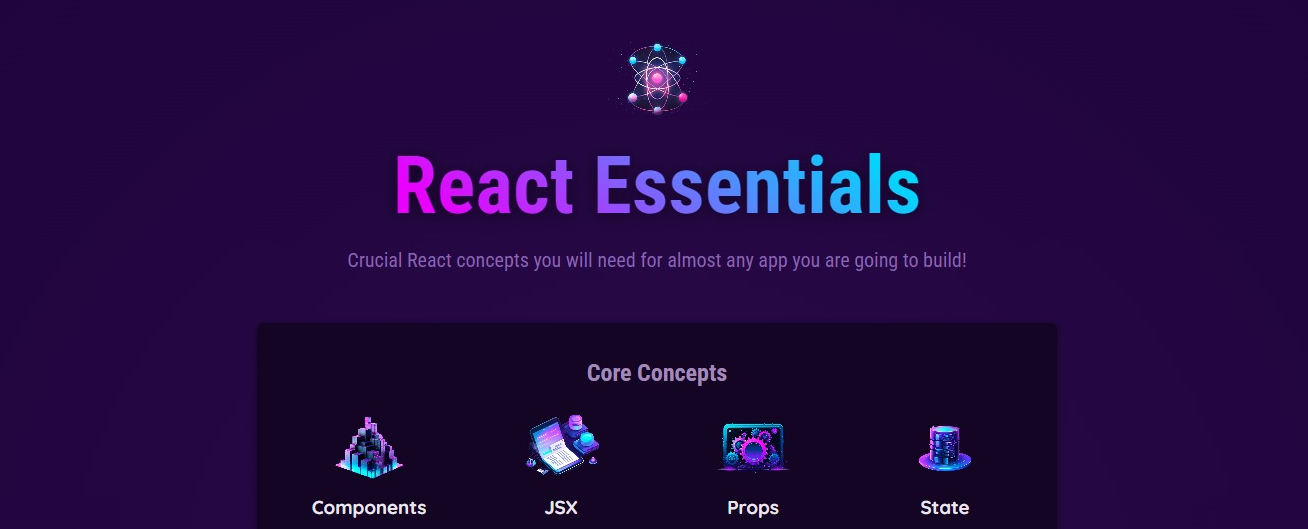 React Essentials
Crucial React concepts you will need for almost any app you are going to build!
Core Concepts
Components JSX Props State